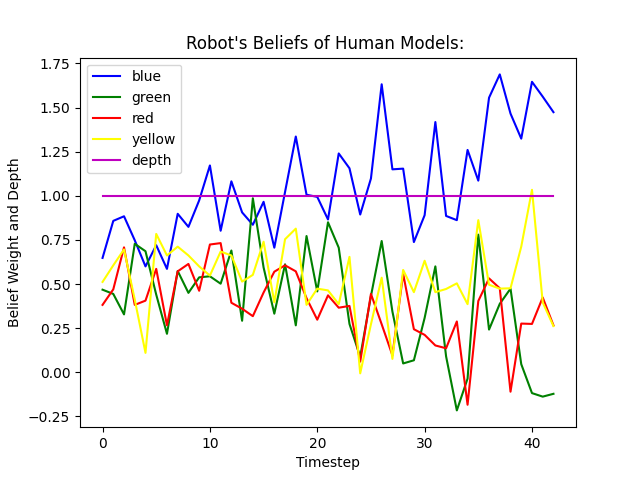 Robot's Beliefs of Human Models:
1.75
1.50
1.25
1.00
0.75
0.50
0.25
0.00
−0.25
Belief Weight and Depth
blue
green
red
yellow
depth
0 10 20 30 40
Timestep